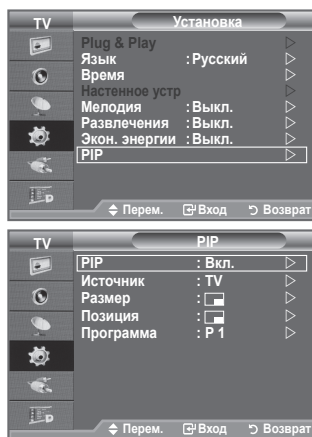 TV Установка
Plug & Play
Язык : Русский
Время
Настенное устр
Мелодия : Выкл.
Развлечения : Выкл.
Экон. энергии : Выкл.
PIP
Перем. Вход Возврат
TV PIP
PIP : Вкл.
Источник : TV
Размер :
Позиция :
Программа : P 1
Перем. Вход Возврат